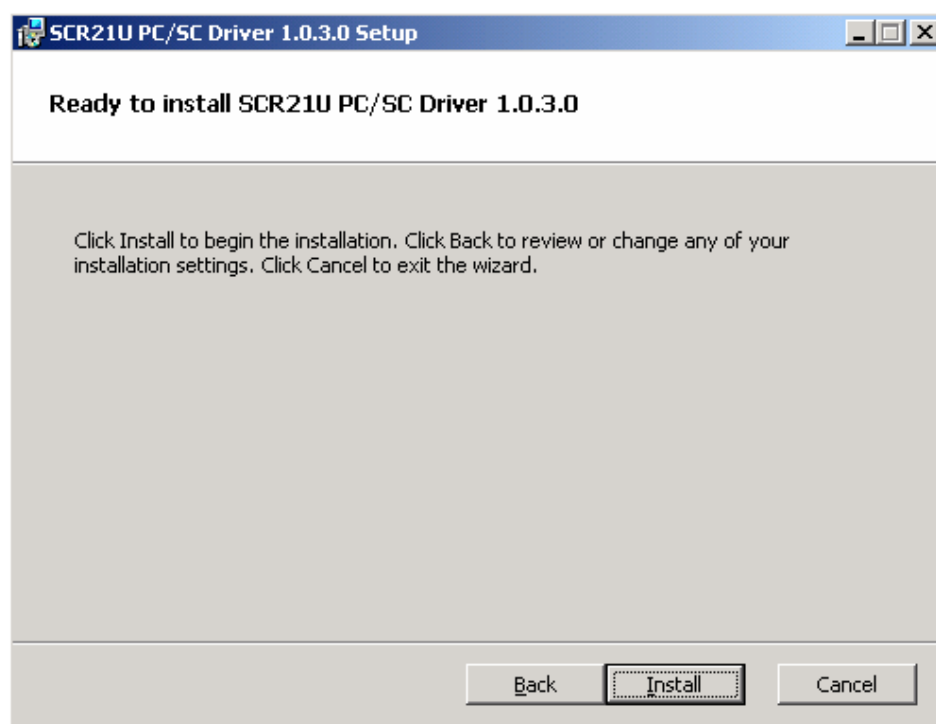 SCR21U PC/SC Driver 1.0.3.0 Setup
Ready to install SCR21U PC/SC Driver 1.0.3.0
Click Install to begin the installation. Click Back to review or change any of your
installation settings. Click Cancel to exit the wizard.
Back Install Cancel